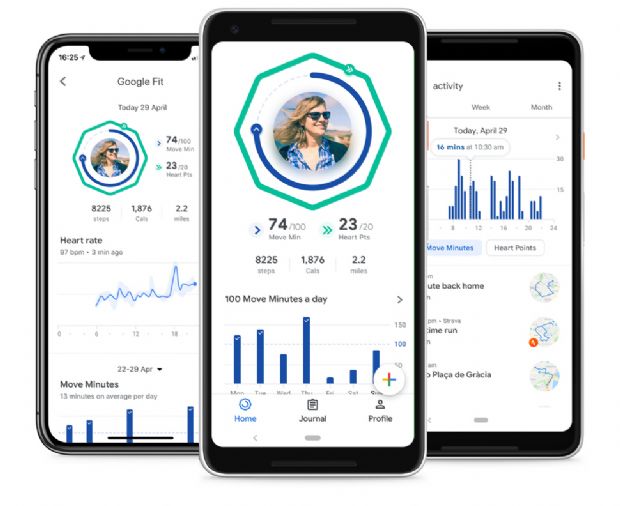 16:25
Google Fit
Today 29 April
74/100
Move Min
23/20
Heart Pts
8225
steps
1,876
Cals
2.2
miles
Heart rate
97 bpm • 3 min ago
0 6 12 18
22-29 Apr
Move Minutes
13 minutes on average per day
74/100
Move Min
23/20
Heart Pts
8225
steps
1,876
Cals
2.2
miles
100 Move Minutes a day
150
100
50
Mon Tue Wed Thu Fri Sat
Home
Journal
Profile
activity
Week
Month
Today, April 29
16 mins at 10:30 am
30
15
8 12 16 20 24
Move Minutes
Heart Points
ute back home
pm - Strava
time run
o Plaça de Gràcia